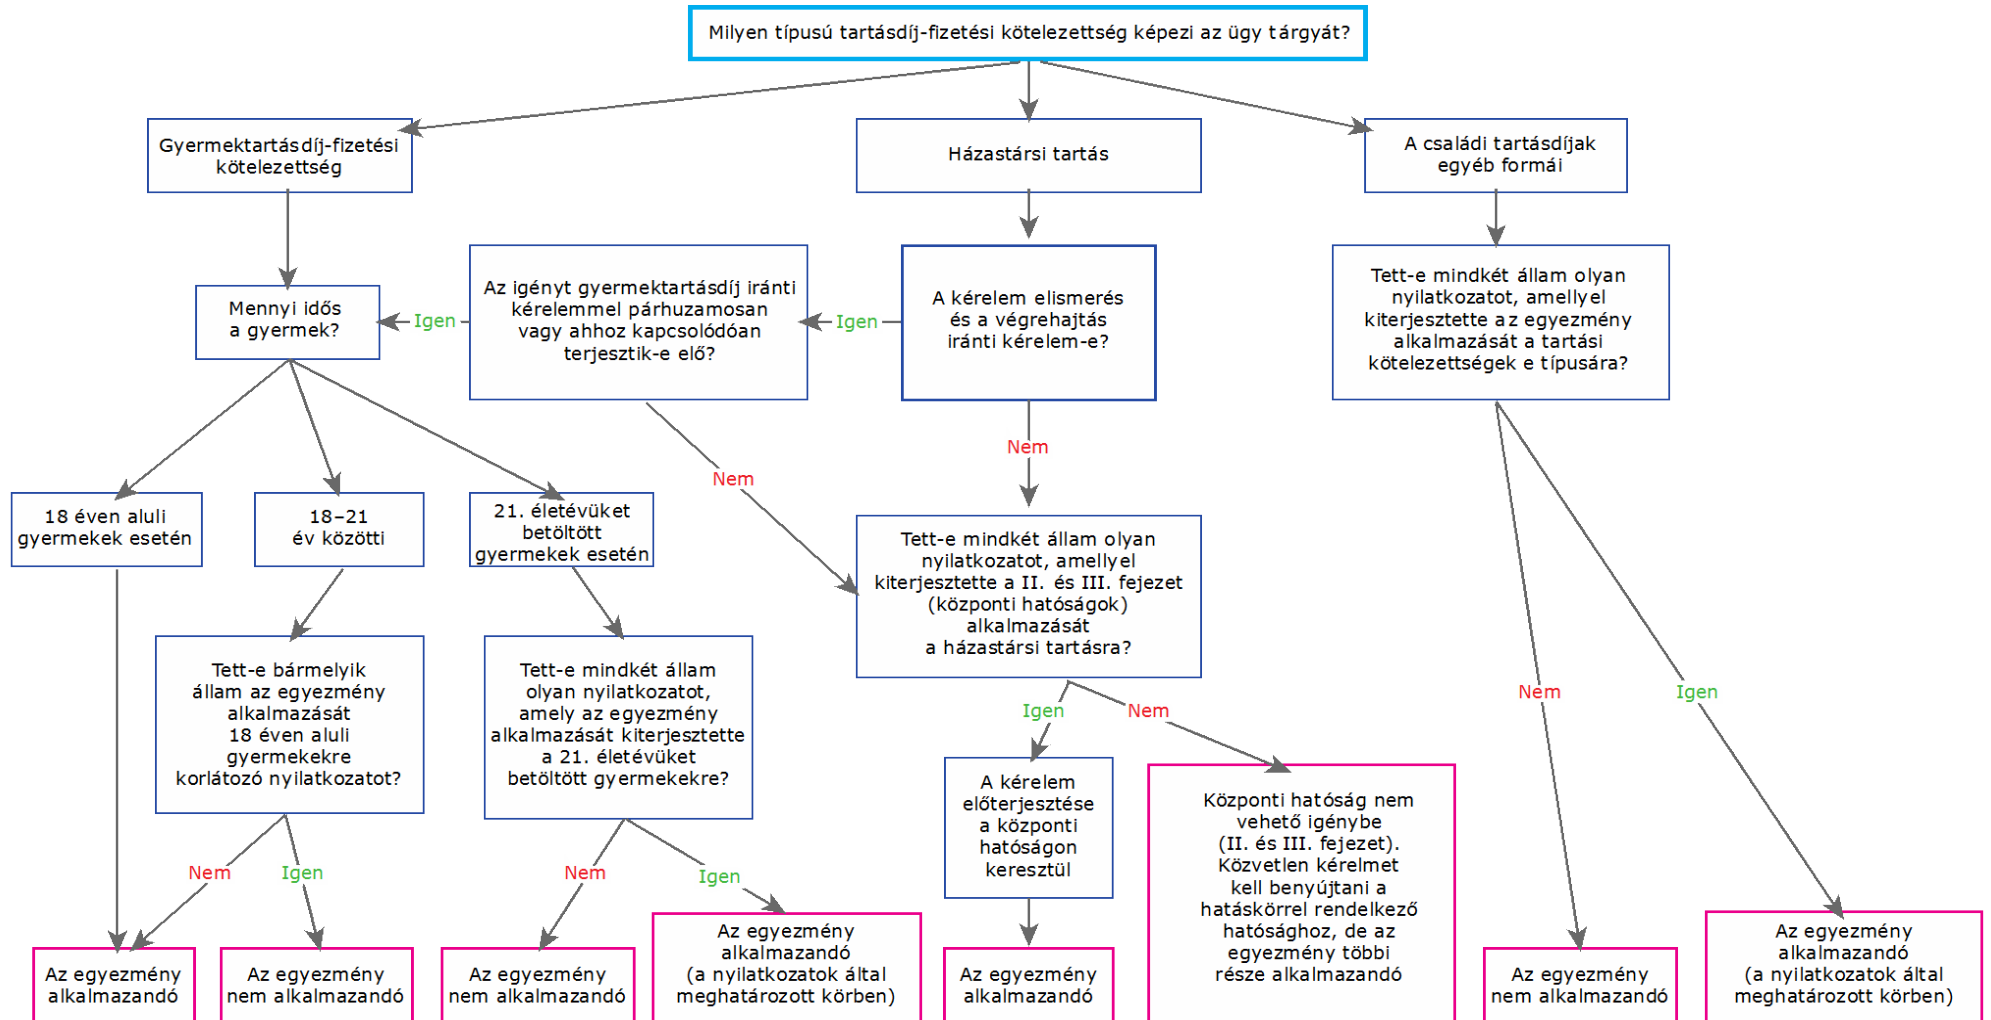 Milyen típusú tartásdíj-fizetési kötelezettség képezi az ügy tárgyát?
Gyermektartásdíj-fizetési
kötelezettség
Házastársi tartás
A családi tartásdíjak
egyéb formái
Mennyi idős
a gyermek?
Igen
Az igényt gyermektartásdíj iránti
kérelemmel párhuzamosan
vagy ahhoz kapcsolódóan
terjesztik-e elő?
Igen
A kérelem elismerés
és a végrehajtás
iránti kérelem-e?
Tett-e mindkét állam olyan
nyilatkozatot, amellyel
kiterjesztette az egyezmény
alkalmazását a tartási
kötelezettségek e típusára?
Nem
Nem
18 éven aluli
gyermekek esetén
18–21
év közötti
21. életévüket
betöltött
gyermekek esetén
Tett-e mindkét állam olyan
nyilatkozatot, amellyel
kiterjesztette a II. és III. fejezet
(központi hatóságok)
alkalmazását
a házastársi tartásra?
Tett-e bármelyik
állam az egyezmény
alkalmazását
18 éven aluli
gyermekekre
korlátozó nyilatkozatot?
Tett-e mindkét állam
olyan nyilatkozatot,
amely az egyezmény
alkalmazását kiterjesztette
a 21. életévüket
betöltött gyermekekre?
Igen
Nem
Nem
Igen
A kérelem
előterjesztése
a központi
hatóságon
keresztül
Központi hatóság nem
vehető igénybe
(II. és III. fejezet).
Közvetlen kérelmet
kell benyújtani a
hatáskörrel rendelkező
hatósághoz, de az
egyezmény többi
része alkalmazandó
Nem
Igen
Nem
Igen
Az egyezmény
alkalmazandó
Az egyezmény
nem alkalmazandó
Az egyezmény
nem alkalmazandó
Az egyezmény
alkalmazandó
(a nyilatkozatok által
meghatározott körben)
Az egyezmény
alkalmazandó
Az egyezmény
nem alkalmazandó
Az egyezmény
alkalmazandó
(a nyilatkozatok által
meghatározott körben)